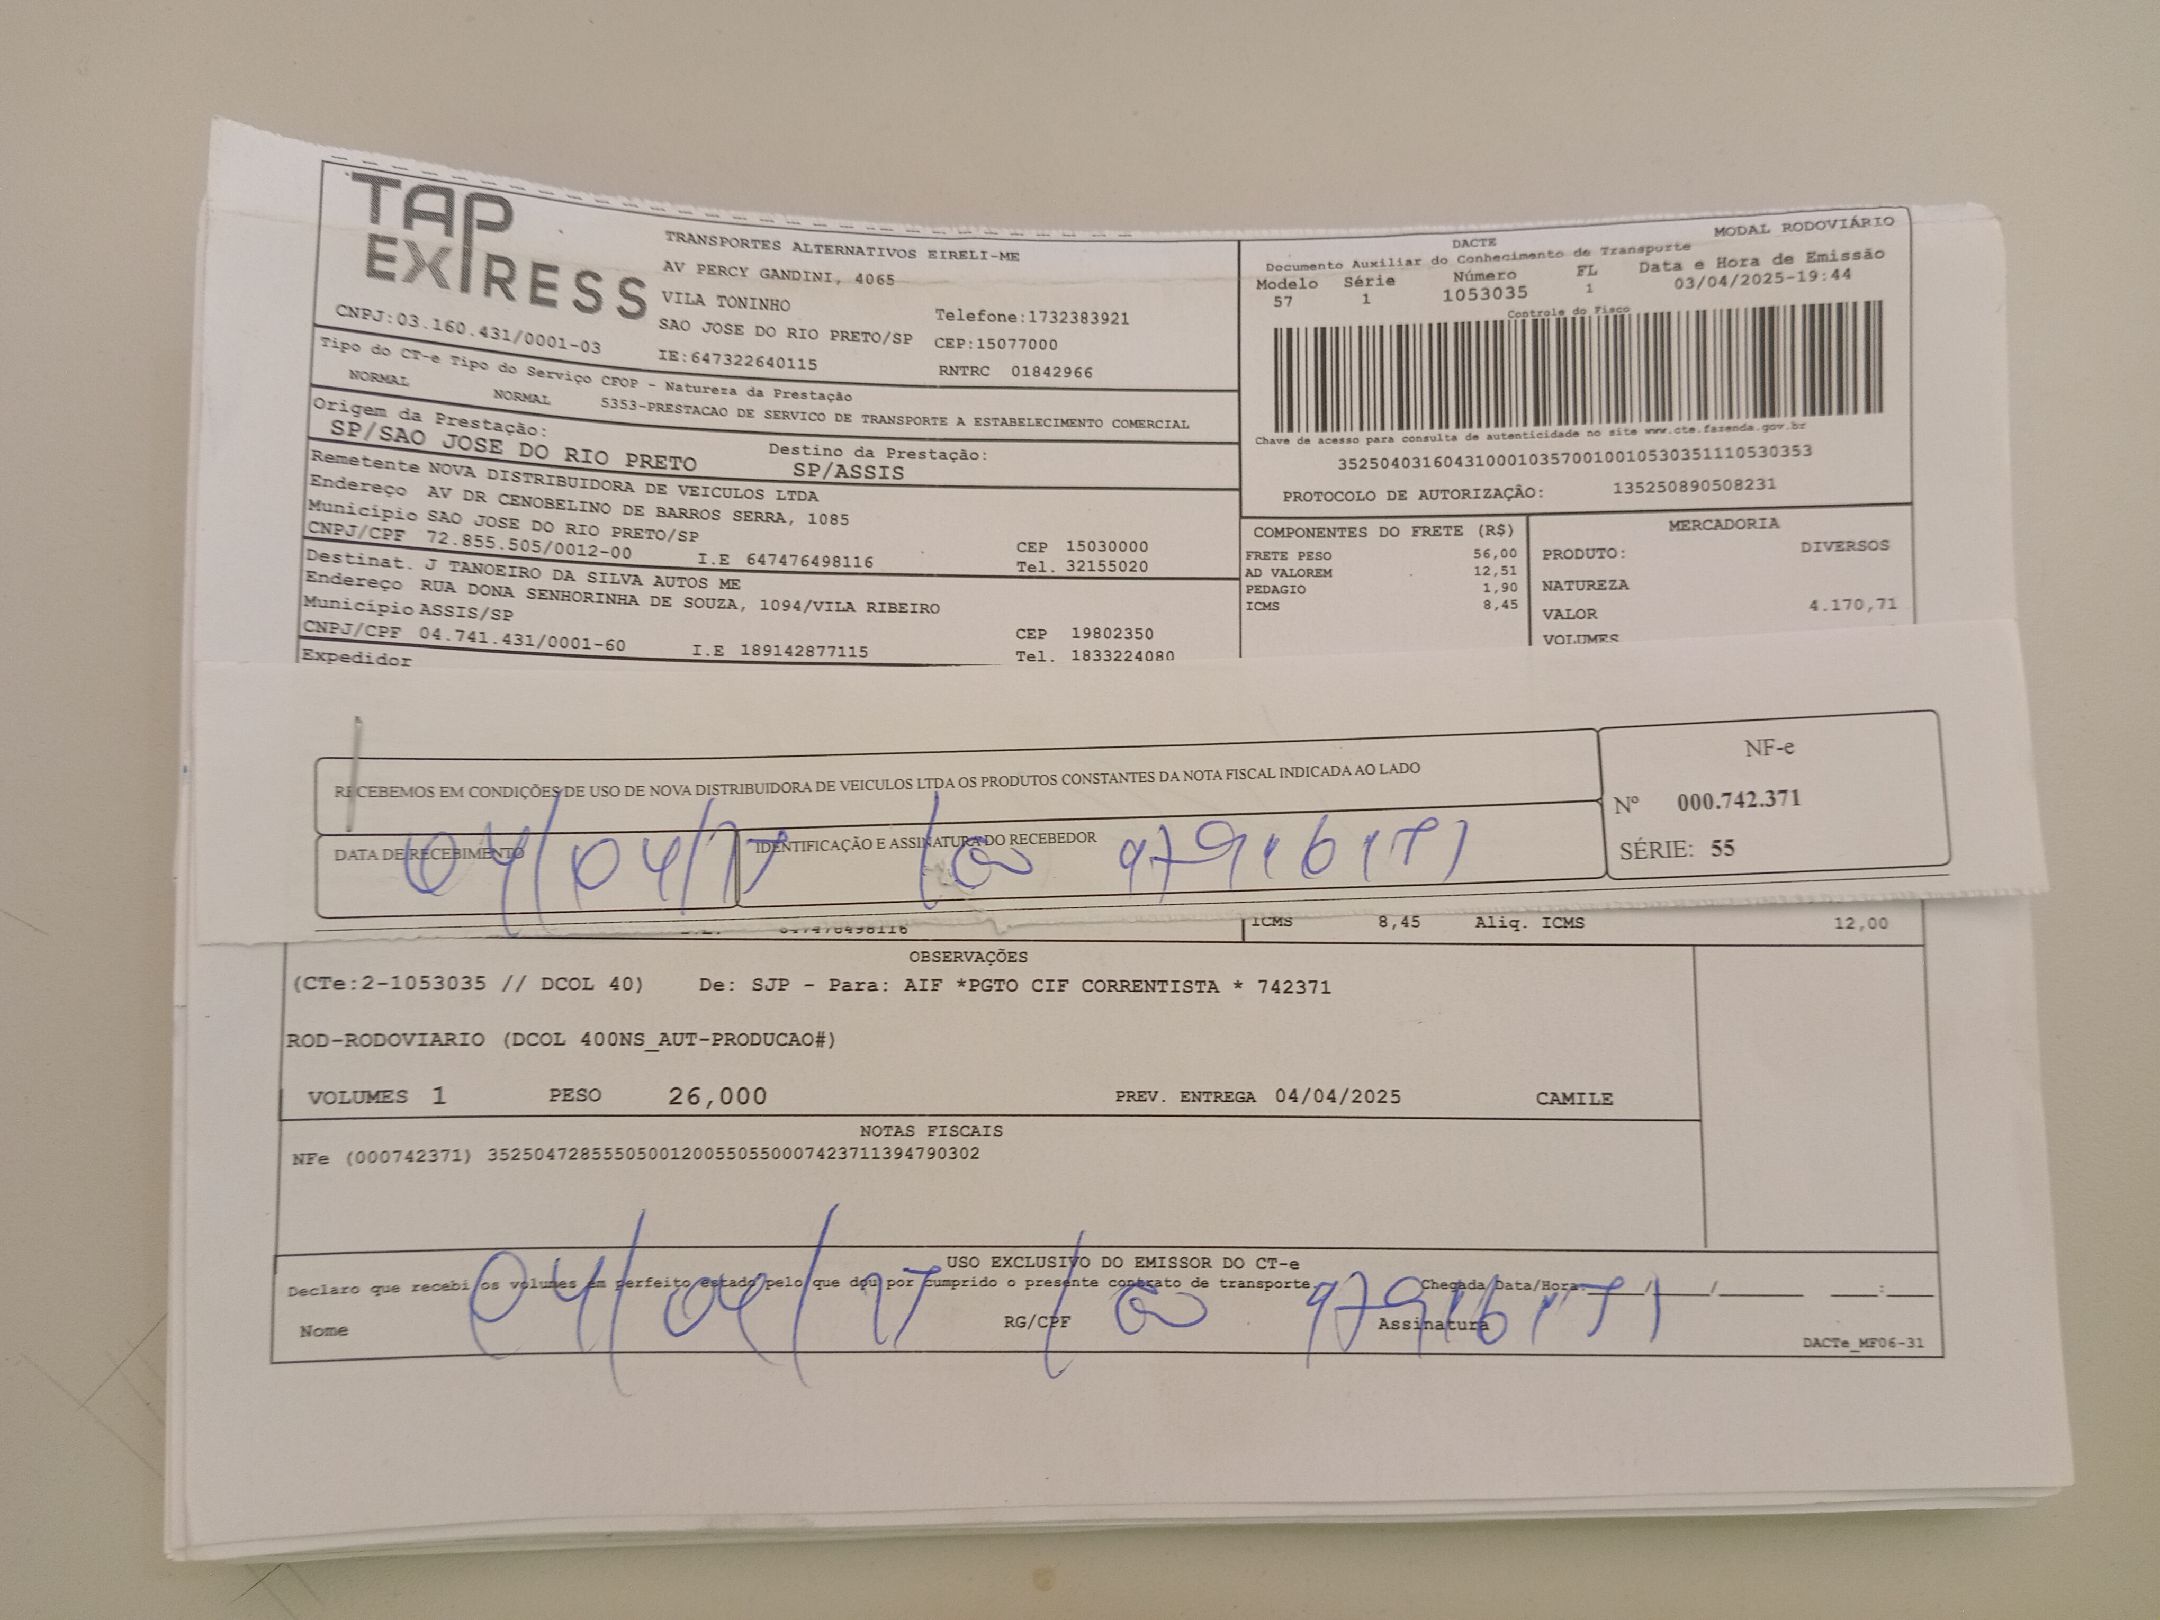 TAP
EXPRESS
TRANSPORTES ALTERNATIVOS EIRELI-ME
AV PERCY GANDINI, 4065
VILA TONINHO
SAO JOSE DO RIO PRETO/SP
IE:647322640115
Telefone:1732383921
CEP:15077000
RNTRC 01842966
CNPJ:03.160.431/0001-03
MODAL RODOVIÁRIO
DACTE
Documento Auxiliar do Conhecimento de Transporte
Modelo Série Número FL Data e Hora de Emissão
57 1 1053035 1 03/04/2025-19:44
Controle do Fisco
Chave de acesso para consulta de autenticidade no site www.cte.fazenda.gov.br
35250403160431000103570010010530351110530353
PROTOCOLO DE AUTORIZAÇÃO: 135250890508231
Tipo do CT-e Tipo do Serviço CFOP - Natureza da Prestação
NORMAL NORMAL 5353-PRESTACAO DE SERVICO DE TRANSPORTE A ESTABELECIMENTO COMERCIAL
Origem da Prestação: Destino da Prestação:
SP/SAO JOSE DO RIO PRETO SP/ASSIS
Remetente NOVA DISTRIBUIDORA DE VEICULOS LTDA
Endereço AV DR CENOBELINO DE BARROS SERRA, 1085
Município SAO JOSE DO RIO PRETO/SP CEP 15030000
CNPJ/CPF 72.855.505/0012-00 I.E 647476498116 Tel. 32155020
Destinat. J TANOEIRO DA SILVA AUTOS ME
Endereço RUA DONA SENHORINHA DE SOUZA, 1094/VILA RIBEIRO
Município ASSIS/SP CEP 19802350
CNPJ/CPF 04.741.431/0001-60 I.E 189142877115 Tel. 1833224080
Expedidor
COMPONENTES DO FRETE (R$)
FRETE PESO 56,00
AD VALOREM 12,51
PEDAGIO 1,90
ICMS 8,45
MERCADORIA
PRODUTO: DIVERSOS
NATUREZA
VALOR 4.170,71
VOLUMES
RECEBEMOS EM CONDIÇÕES DE USO DE NOVA DISTRIBUIDORA DE VEICULOS LTDA OS PRODUTOS CONSTANTES DA NOTA FISCAL INDICADA AO LADO
DATA DE RECEBIMENTO IDENTIFICAÇÃO E ASSINATURA DO RECEBEDOR
04/04/
NF-e
Nº 000.742.371
SÉRIE: 55
647476498116
ICMS 8,45 Aliq. ICMS 12,00
OBSERVAÇÕES
(CTe:2-1053035 // DCOL 40) De: SJP - Para: AIF *PGTO CIF CORRENTISTA * 742371
ROD-RODOVIARIO (DCOL 400NS_AUT-PRODUCAO#)
VOLUMES 1 PESO 26,000 PREV. ENTREGA 04/04/2025 CAMILE
NOTAS FISCAIS
NFe (000742371) 35250472855505001200550550007423711394790302
USO EXCLUSIVO DO EMISSOR DO CT-e
Declaro que recebi os volumes em perfeito estado pelo que dou por cumprido o presente contrato de transporte. Chegada Data/Hora: / / :
04/04/
Nome RG/CPF Assinatura
DACTe_MF06-31